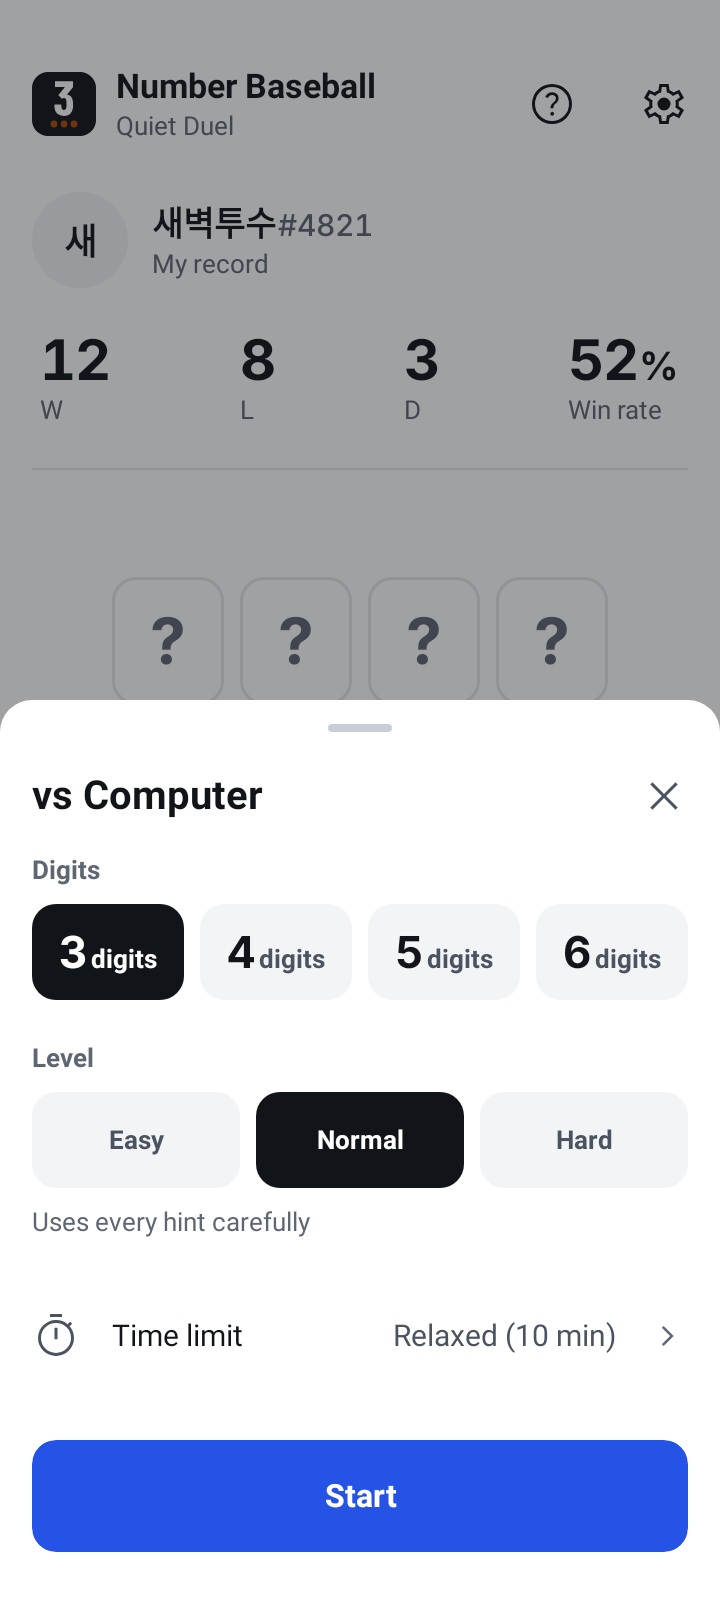 3
Number Baseball
Quiet Duel
?
새
새벽투수#4821
My record
12 8 3 52%
W L D Win rate
? ? ? ?
vs Computer
Digits
3 digits 4 digits 5 digits 6 digits
Level
Easy Normal Hard
Uses every hint carefully
Time limit Relaxed (10 min)
Start